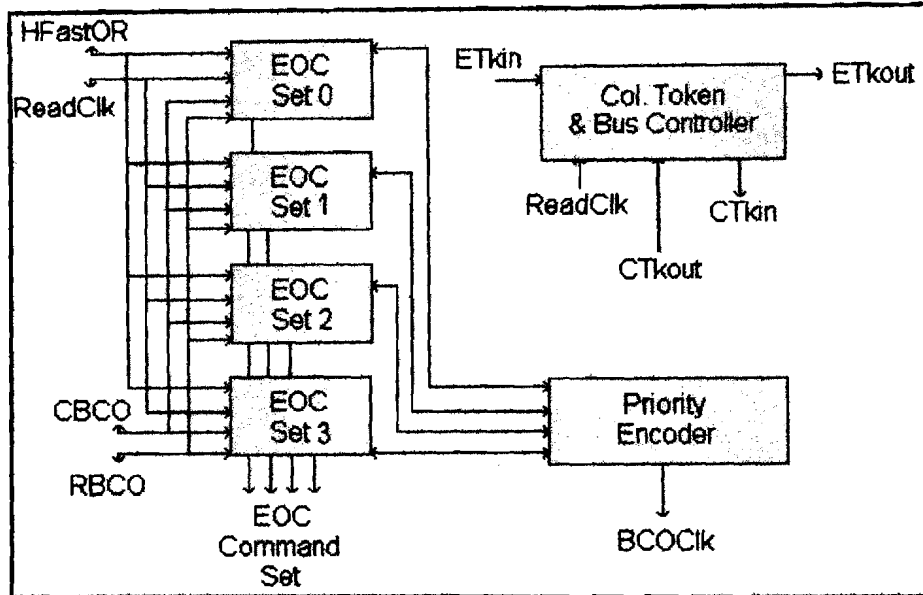 HFastOR
ReadClk
EOC
Set 0
EOC
Set 1
EOC
Set 2
EOC
Set 3
CBCO
RBCO
EOC
Command
Set
ETkin
ETkout
Col. Token
& Bus Controller
ReadClk
CTkin
CTkout
Priority
Encoder
BCOClk